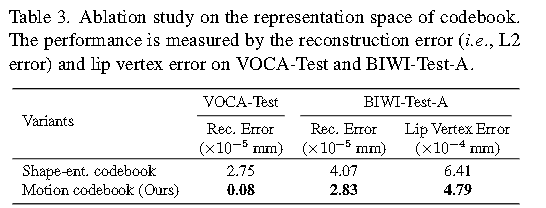 Table 3. Ablation study on the representation space of codebook.
The performance is measured by the reconstruction error (i.e., L2
error) and lip vertex error on VOCA-Test and BIWI-Test-A.
Variants VOCA-Test BIWI-Test-A
Rec. Error Rec. Error Lip Vertex Error
(×10⁻⁵ mm) (×10⁻⁵ mm) (×10⁻⁴ mm)
Shape-ent. codebook 2.75 4.07 6.41
Motion codebook (Ours) 0.08 2.83 4.79